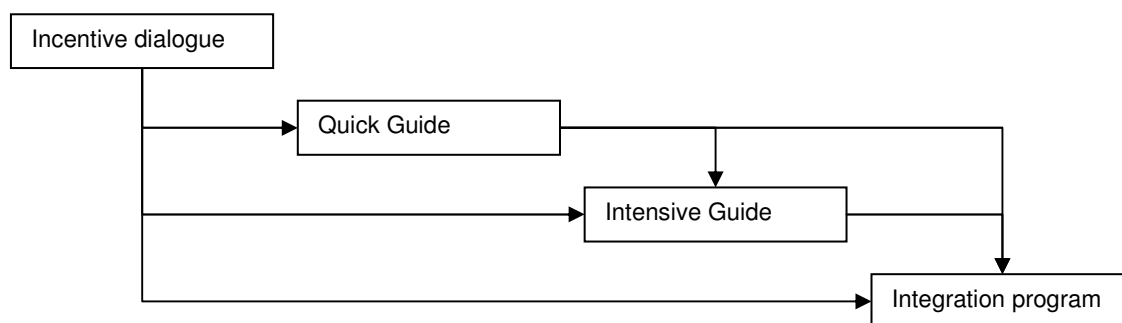 Incentive dialogue
Quick Guide
Intensive Guide
Integration program